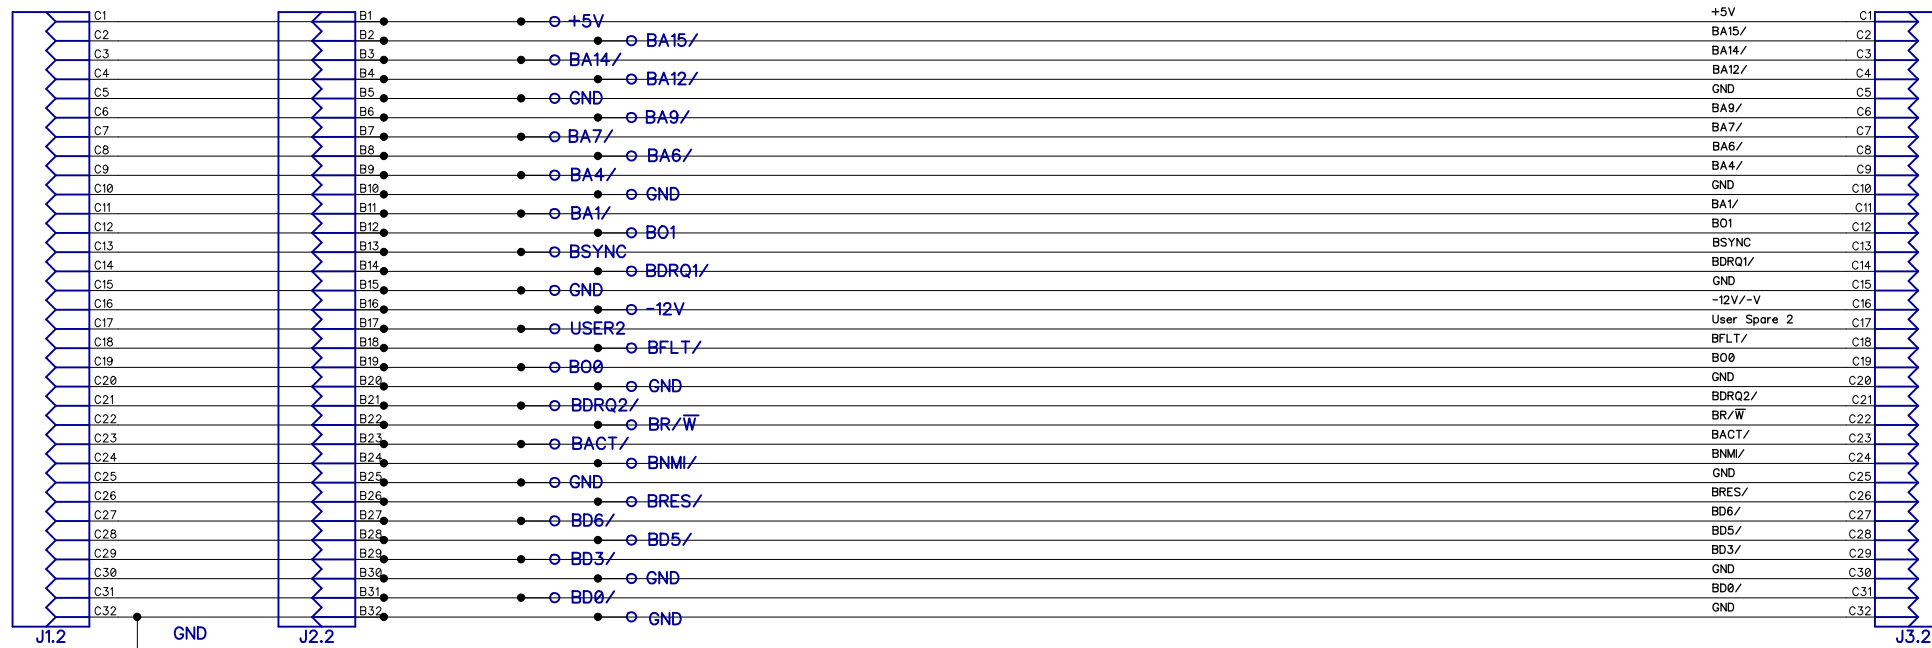 C1 B1 +5V +5V C1
C2 B2 BA15/ BA15/ C2
C3 B3 BA14/ BA14/ C3
C4 B4 BA12/ BA12/ C4
C5 B5 GND GND C5
C6 B6 BA9/ BA9/ C6
C7 B7 BA7/ BA7/ C7
C8 B8 BA6/ BA6/ C8
C9 B9 BA4/ BA4/ C9
C10 B10 GND GND C10
C11 B11 BA1/ BA1/ C11
C12 B12 BO1 BO1 C12
C13 B13 BSYNC BSYNC C13
C14 B14 BDRQ1/ BDRQ1/ C14
C15 B15 GND GND C15
C16 B16 -12V -12V/-V C16
C17 B17 USER2 User Spare 2 C17
C18 B18 BFLT/ BFLT/ C18
C19 B19 BO0 BO0 C19
C20 B20 GND GND C20
C21 B21 BDRQ2/ BDRQ2/ C21
C22 B22 BR/W̅ BR/W̅ C22
C23 B23 BACT/ BACT/ C23
C24 B24 BNMI/ BNMI/ C24
C25 B25 GND GND C25
C26 B26 BRES/ BRES/ C26
C27 B27 BD6/ BD6/ C27
C28 B28 BD5/ BD5/ C28
C29 B29 BD3/ BD3/ C29
C30 B30 GND GND C30
C31 B31 BD0/ BD0/ C31
C32 B32 GND GND C32
J1.2 GND J2.2 J3.2